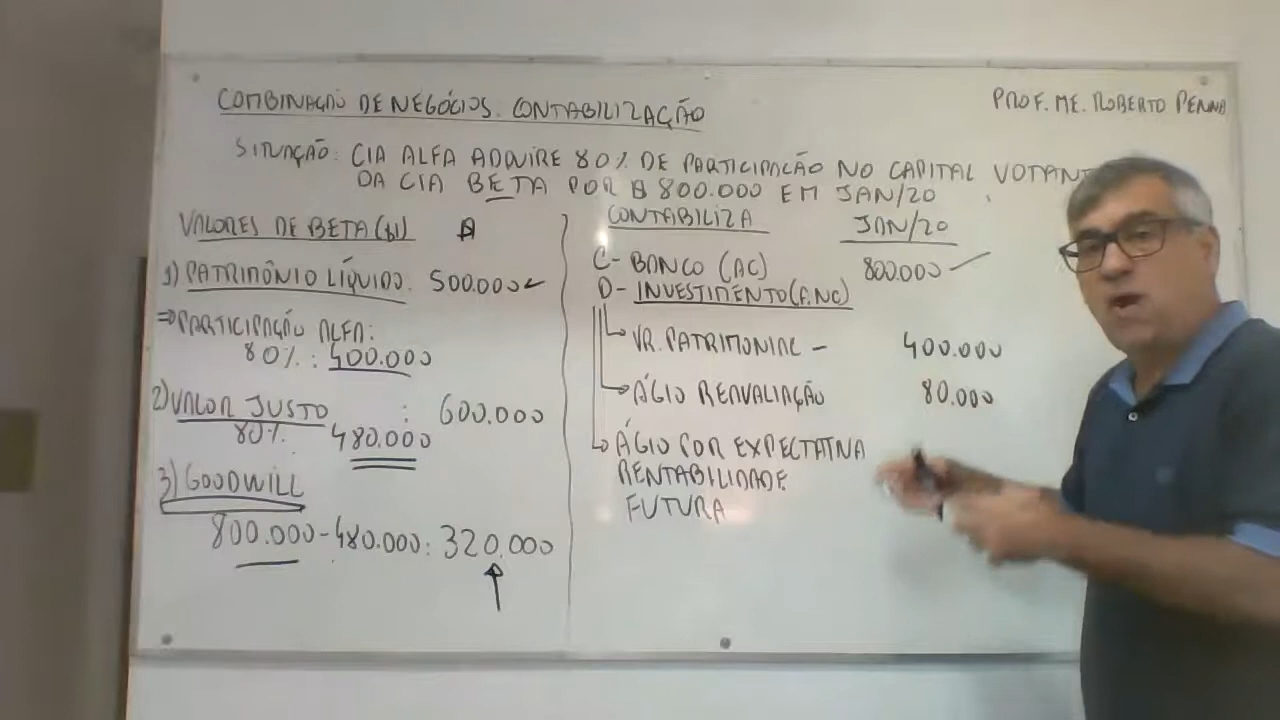 COMBINAÇÃO DE NEGÓCIOS. CONTABILIZAÇÃO
PROF. ME. ROBERTO PENNA
SITUAÇÃO: CIA ALFA ADQUIRE 80% DE PARTICIPAÇÃO NO CAPITAL VOTANT
DA CIA BETA POR $ 800.000 EM JAN/20
VALORES DE BETA ($) $
1) PATRIMÔNIO LÍQUIDO. 500.000
⇒ PARTICIPAÇÃO ALFA:
80% : 400.000
2) VALOR JUSTO : 600.000
80% 480.000
3) GOODWILL
800.000 - 480.000: 320.000
CONTABILIZA JAN/20
C - BANCO (AC) 800.000
D - INVESTIMENTO (A.NC)
VR. PATRIMONIAL - 400.000
ÁGIO REAVALIAÇÃO 80.000
ÁGIO POR EXPECTATIVA
RENTABILIDADE
FUTURA